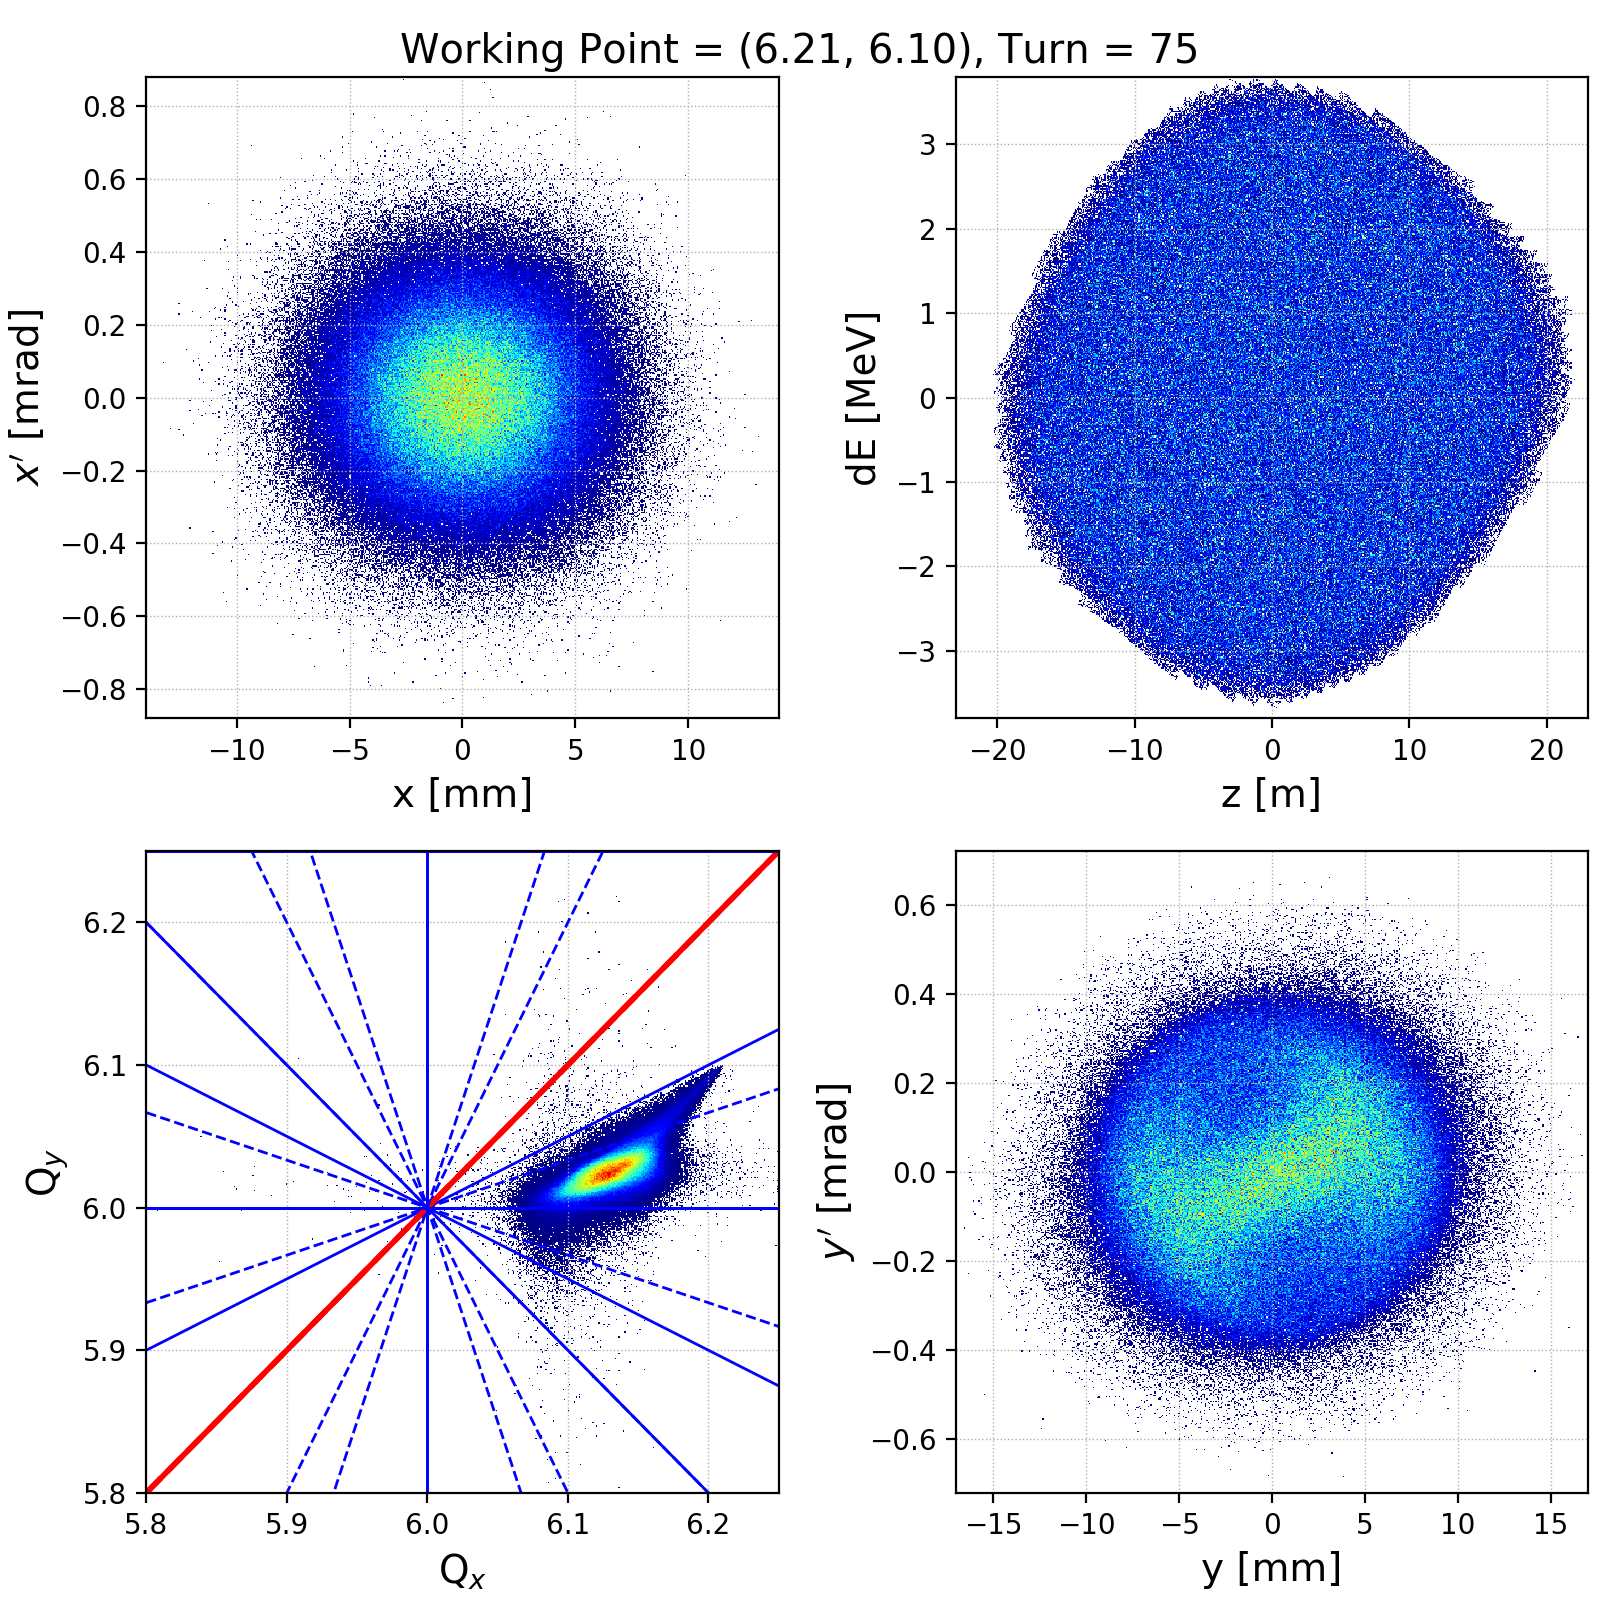 Working Point = (6.21, 6.10), Turn = 75
0.8
0.6
0.4
0.2
0.0
−0.2
−0.4
−0.6
−0.8
x′ [mrad]
−10 −5 0 5 10
x [mm]
3
2
1
0
−1
−2
−3
dE [MeV]
−20 −10 0 10 20
z [m]
6.2
6.1
6.0
5.9
5.8
Qy
5.8 5.9 6.0 6.1 6.2
Qx
0.6
0.4
0.2
0.0
−0.2
−0.4
−0.6
y′ [mrad]
−15 −10 −5 0 5 10 15
y [mm]